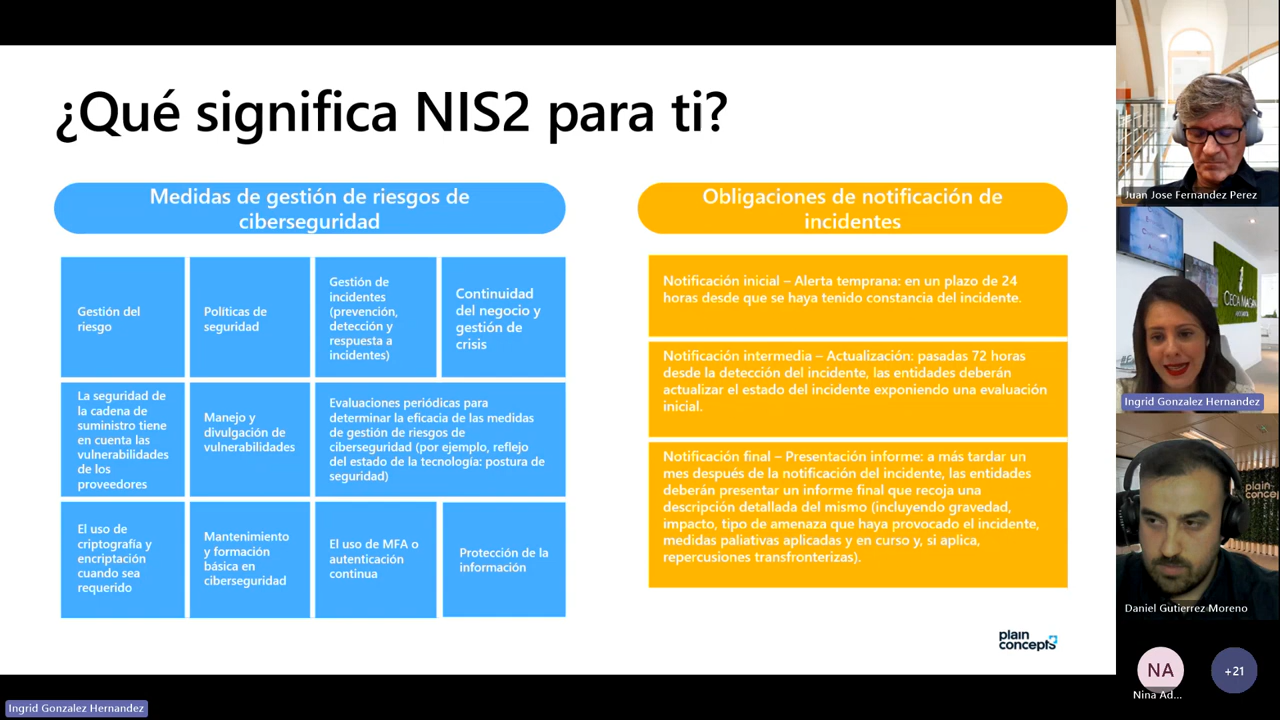 ¿Qué significa NIS2 para ti?
Medidas de gestión de riesgos de
ciberseguridad
Gestión del
riesgo
Políticas de
seguridad
Gestión de
incidentes
(prevención,
detección y
respuesta a
incidentes)
Continuidad
del negocio y
gestión de
crisis
La seguridad de
la cadena de
suministro tiene
en cuenta las
vulnerabilidades
de los
proveedores
Manejo y
divulgación de
vulnerabilidades
Evaluaciones periódicas para
determinar la eficacia de las medidas
de gestión de riesgos de
ciberseguridad (por ejemplo, reflejo
del estado de la tecnología: postura de
seguridad)
El uso de
criptografía y
encriptación
cuando sea
requerido
Mantenimiento
y formación
básica en
ciberseguridad
El uso de MFA o
autenticación
continua
Protección de la
información
Obligaciones de notificación de
incidentes
Notificación inicial – Alerta temprana: en un plazo de 24
horas desde que se haya tenido constancia del incidente.
Notificación intermedia – Actualización: pasadas 72 horas
desde la detección del incidente, las entidades deberán
actualizar el estado del incidente exponiendo una evaluación
inicial.
Notificación final – Presentación informe: a más tardar un
mes después de la notificación del incidente, las entidades
deberán presentar un informe final que recoja una
descripción detallada del mismo (incluyendo gravedad,
impacto, tipo de amenaza que haya provocado el incidente,
medidas paliativas aplicadas y en curso y, si aplica,
repercusiones transfronterizas).
plain
concepts
Juan Jose Fernandez Perez
CECA MAGÁN
Ingrid Gonzalez Hernandez
plain
concep
Daniel Gutierrez Moreno
NA
Nina Ad...
+21
Ingrid Gonzalez Hernandez